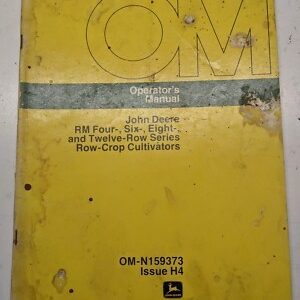 OM
Operator's
Manual
John Deere
RM Four-, Six-, Eight-,
and Twelve-Row Series
Row-Crop Cultivators
OM-N159373
Issue H4